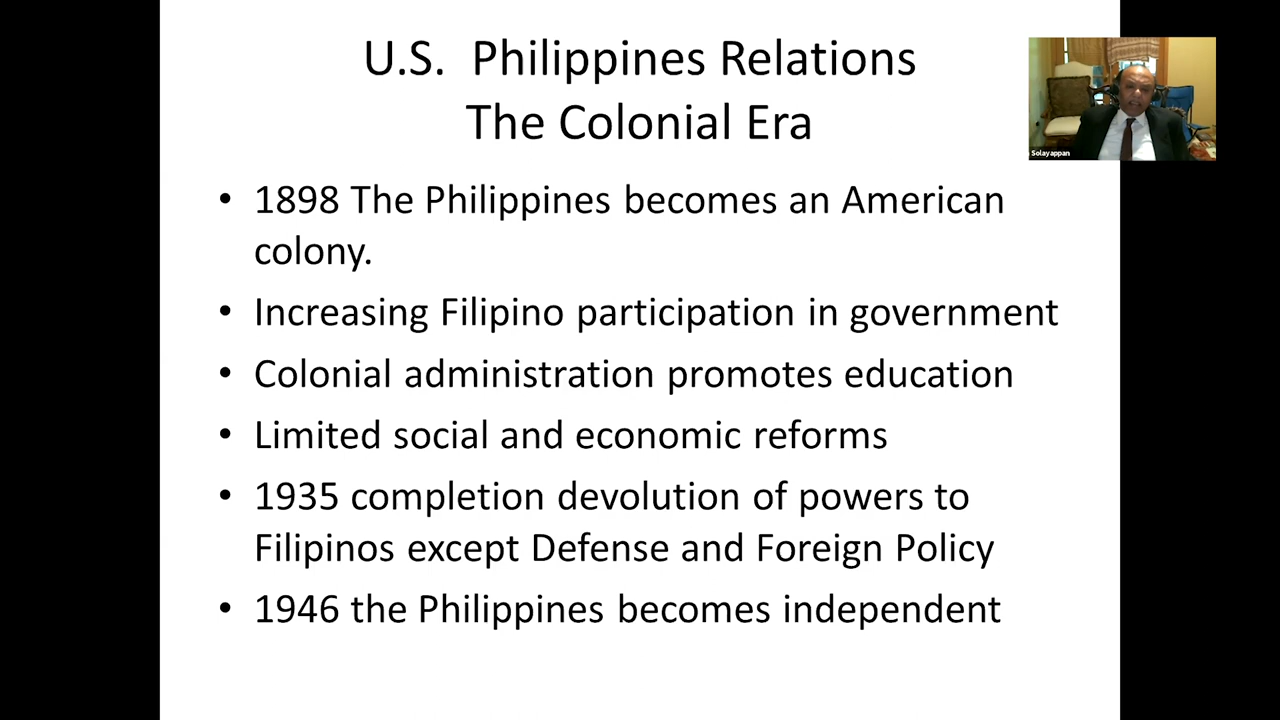 U.S. Philippines Relations
The Colonial Era
Solayappan
• 1898 The Philippines becomes an American
colony.
• Increasing Filipino participation in government
• Colonial administration promotes education
• Limited social and economic reforms
• 1935 completion devolution of powers to
Filipinos except Defense and Foreign Policy
• 1946 the Philippines becomes independent